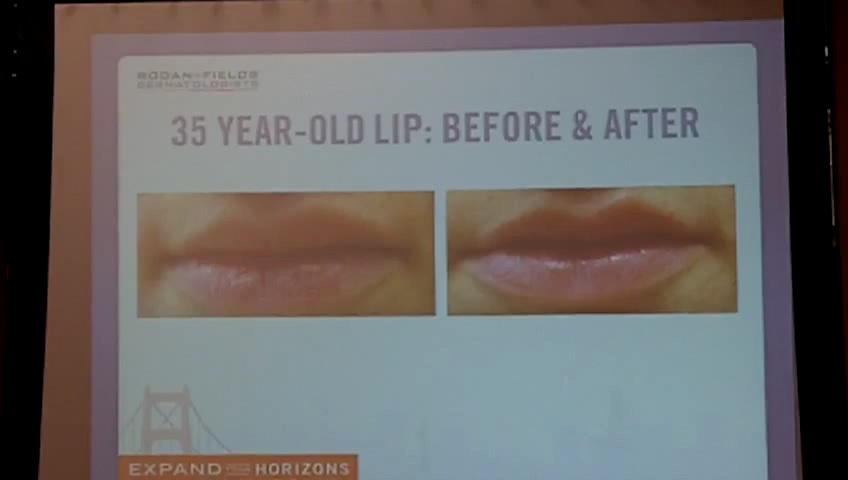 RODAN+FIELDS
DERMATOLOGISTS
35 YEAR-OLD LIP: BEFORE & AFTER
EXPAND HORIZONS